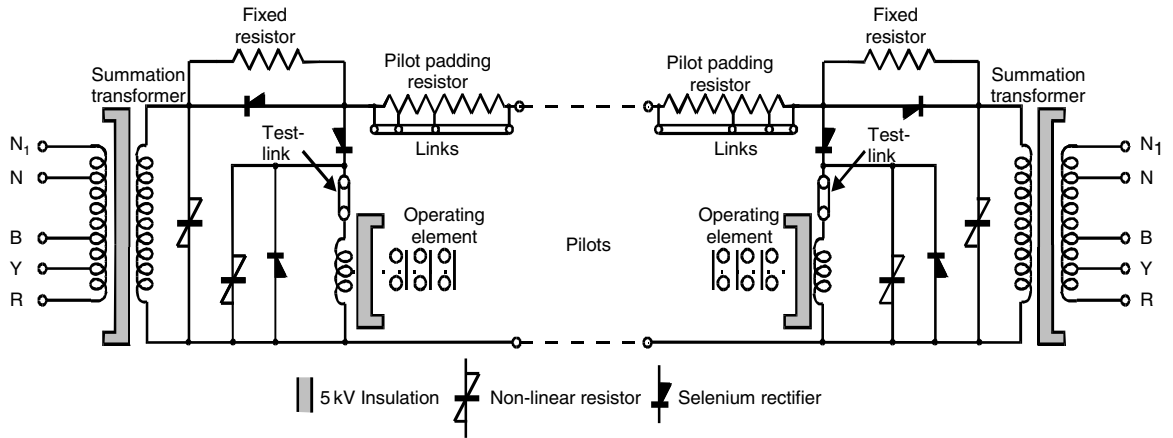 Fixed
resistor
Pilot padding
resistor
Summation
transformer
Test-
link
Links
N1
N
B
Y
R
Operating
element
Pilots
Fixed
resistor
Pilot padding
resistor
Summation
transformer
Test-
link
Links
Operating
element
N1
N
B
Y
R
5 kV Insulation
Non-linear resistor
Selenium rectifier